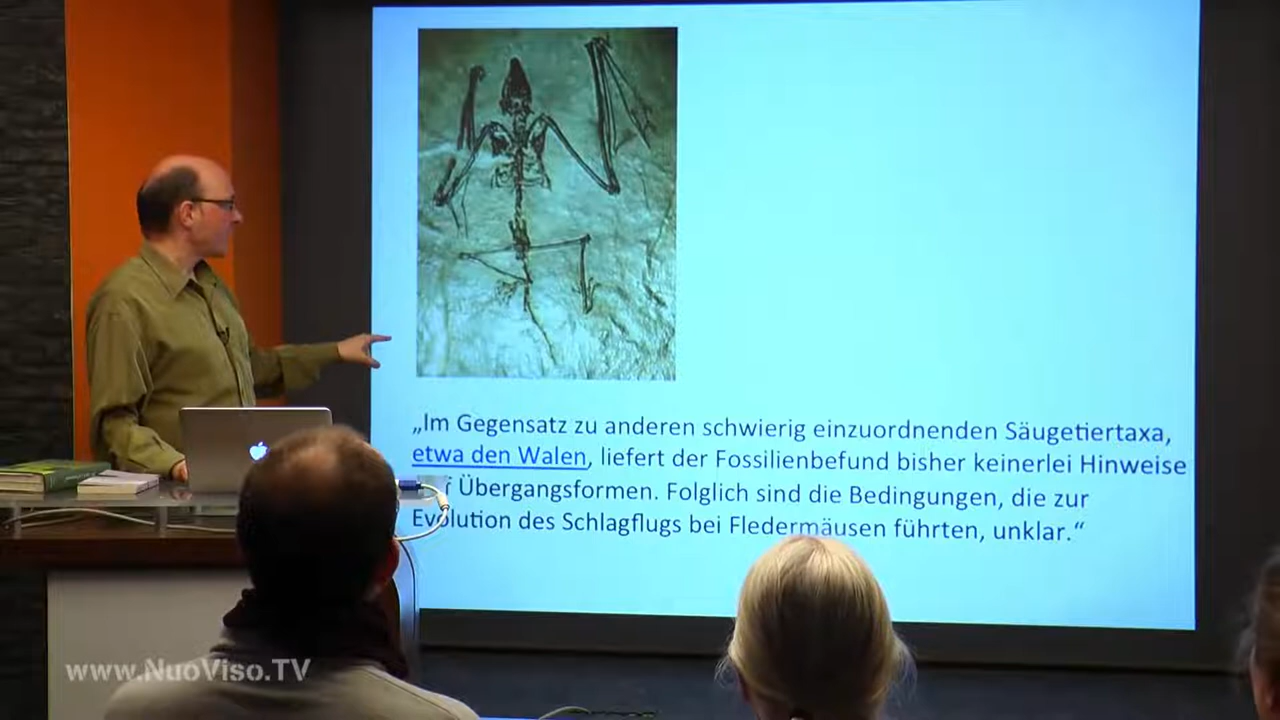 „Im Gegensatz zu anderen schwierig einzuordnenden Säugetiertaxa,
etwa den Walen, liefert der Fossilienbefund bisher keinerlei Hinweise
Übergangsformen. Folglich sind die Bedingungen, die zur
Evolution des Schlagflugs bei Fledermäusen führten, unklar.“
www.NuoViso.TV